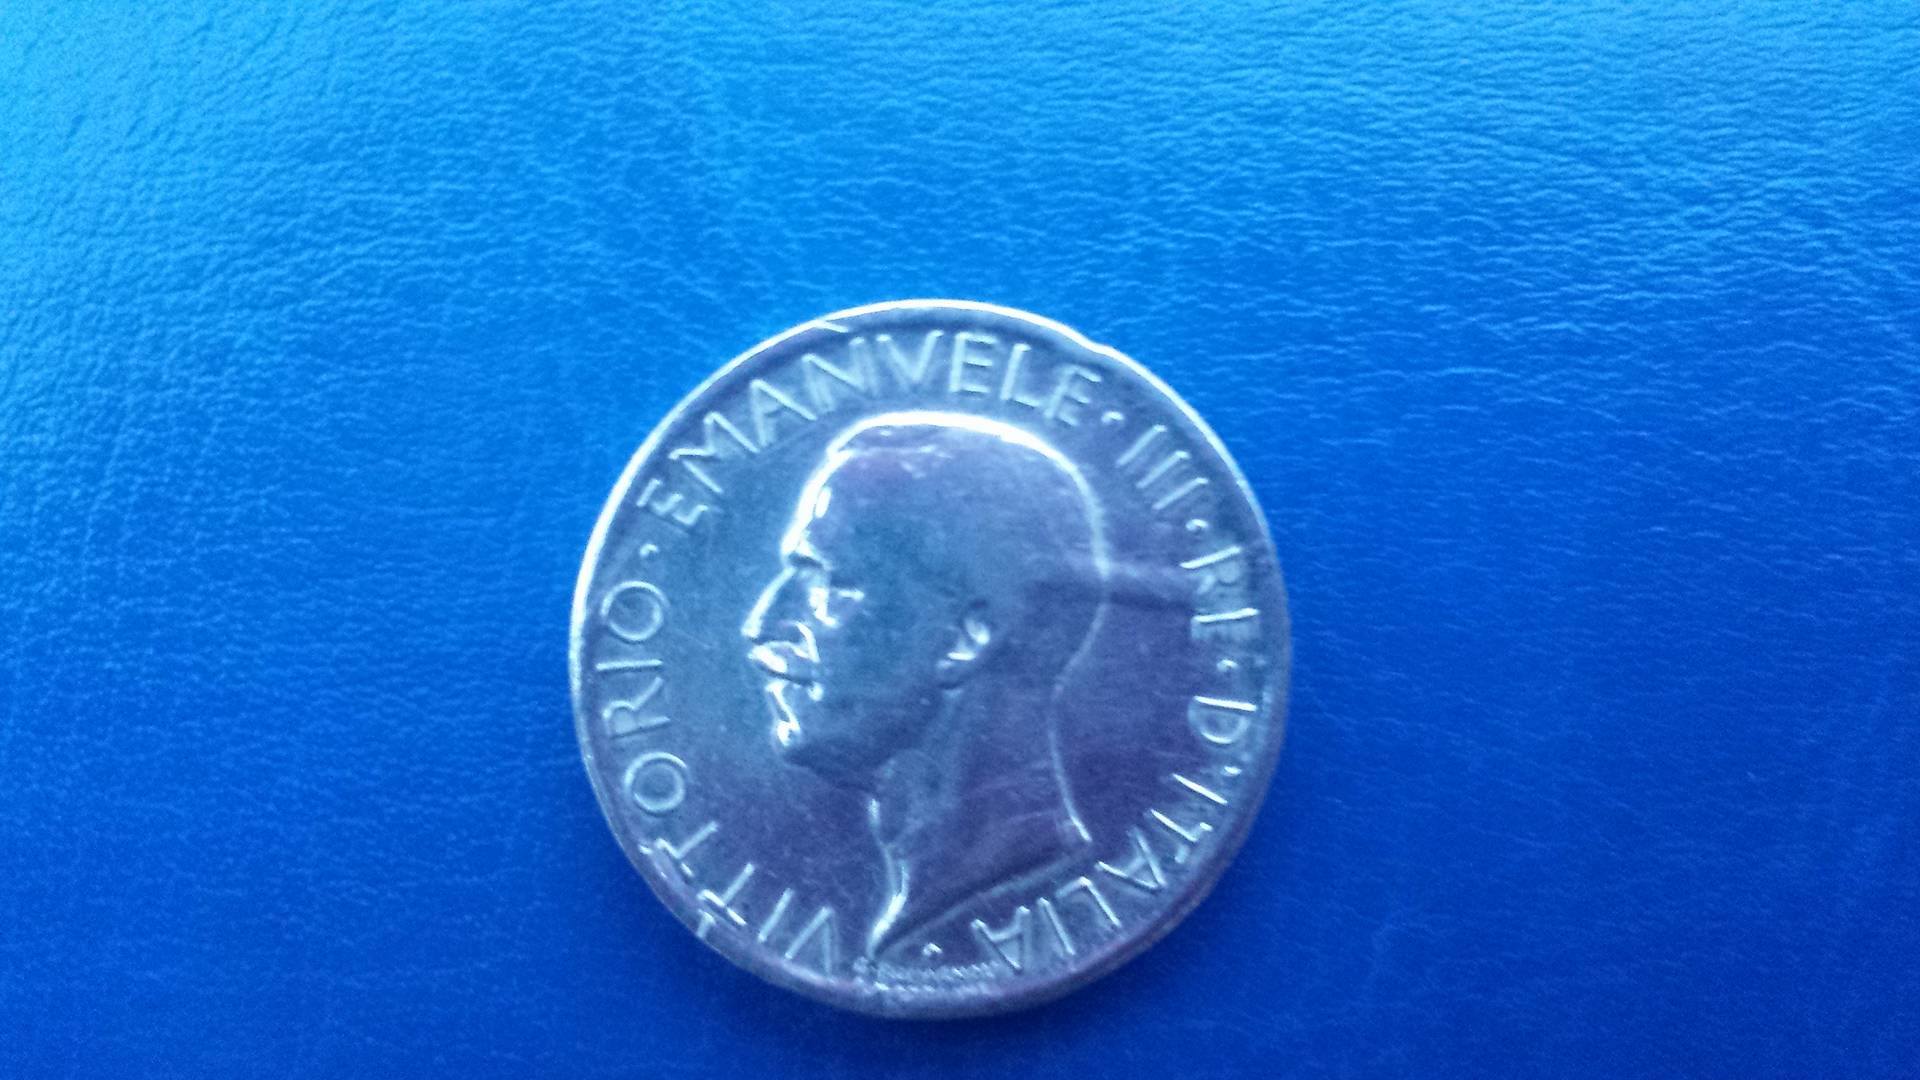 VITTORIO · EMANVELE · III · RE · D'ITALIA ·